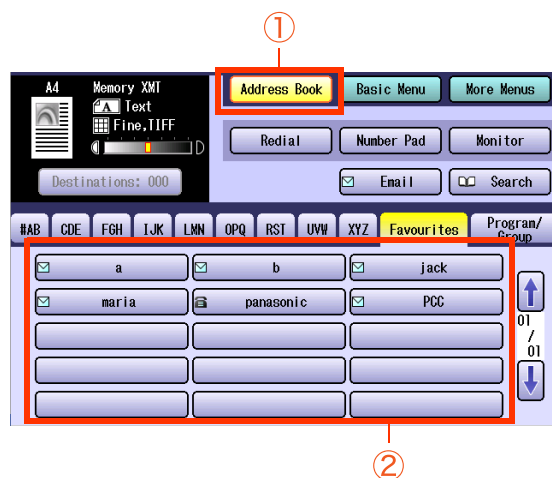 ①
A4 Memory XMT
A Text
Fine,TIFF
D
Destinations: 000
Address Book Basic Menu More Menus
Redial Number Pad Monitor
Email Search
#AB CDE FGH IJK LMN OPQ RST UVW XYZ Favourites Program/
Group
a b jack
maria panasonic PCC
01
/
01
②